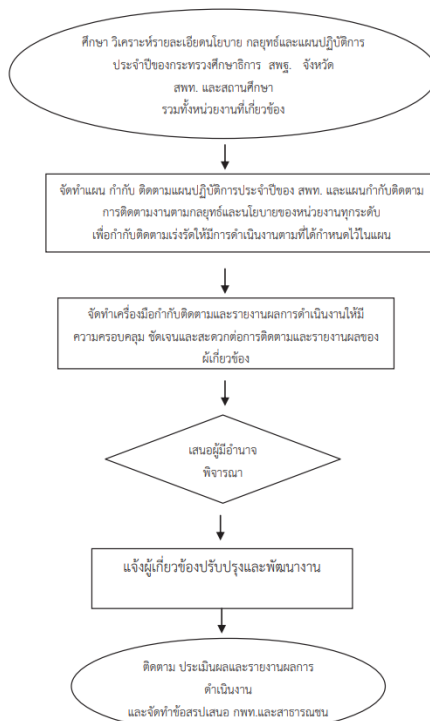 ศึกษา วิเคราะห์รายละเอียดนโยบาย กลยุทธ์และแผนปฏิบัติการ
ประจำปีของกระทรวงศึกษาธิการ สพฐ. จังหวัด
สพท. และสถานศึกษา
รวมทั้งหน่วยงานที่เกี่ยวข้อง
จัดทำแผน กำกับ ติดตามแผนปฏิบัติการประจำปีของ สพท. และแผนกำกับติดตาม
การติดตามงานตามกลยุทธ์และนโยบายของหน่วยงานทุกระดับ
เพื่อกำกับติดตามเร่งรัดให้มีการดำเนินงานตามที่ได้กำหนดไว้ในแผน
จัดทำเครื่องมือกำกับติดตามและรายงานผลการดำเนินงานให้มี
ความครอบคลุม ชัดเจนและสะดวกต่อการติดตามและรายงานผลของ
ผู้เกี่ยวข้อง
เสนอผู้มีอำนาจ
พิจารณา
แจ้งผู้เกี่ยวข้องปรับปรุงและพัฒนางาน
ติดตาม ประเมินผลและรายงานผลการ
ดำเนินงาน
และจัดทำข้อสรุปเสนอ กพท.และสาธารณชน